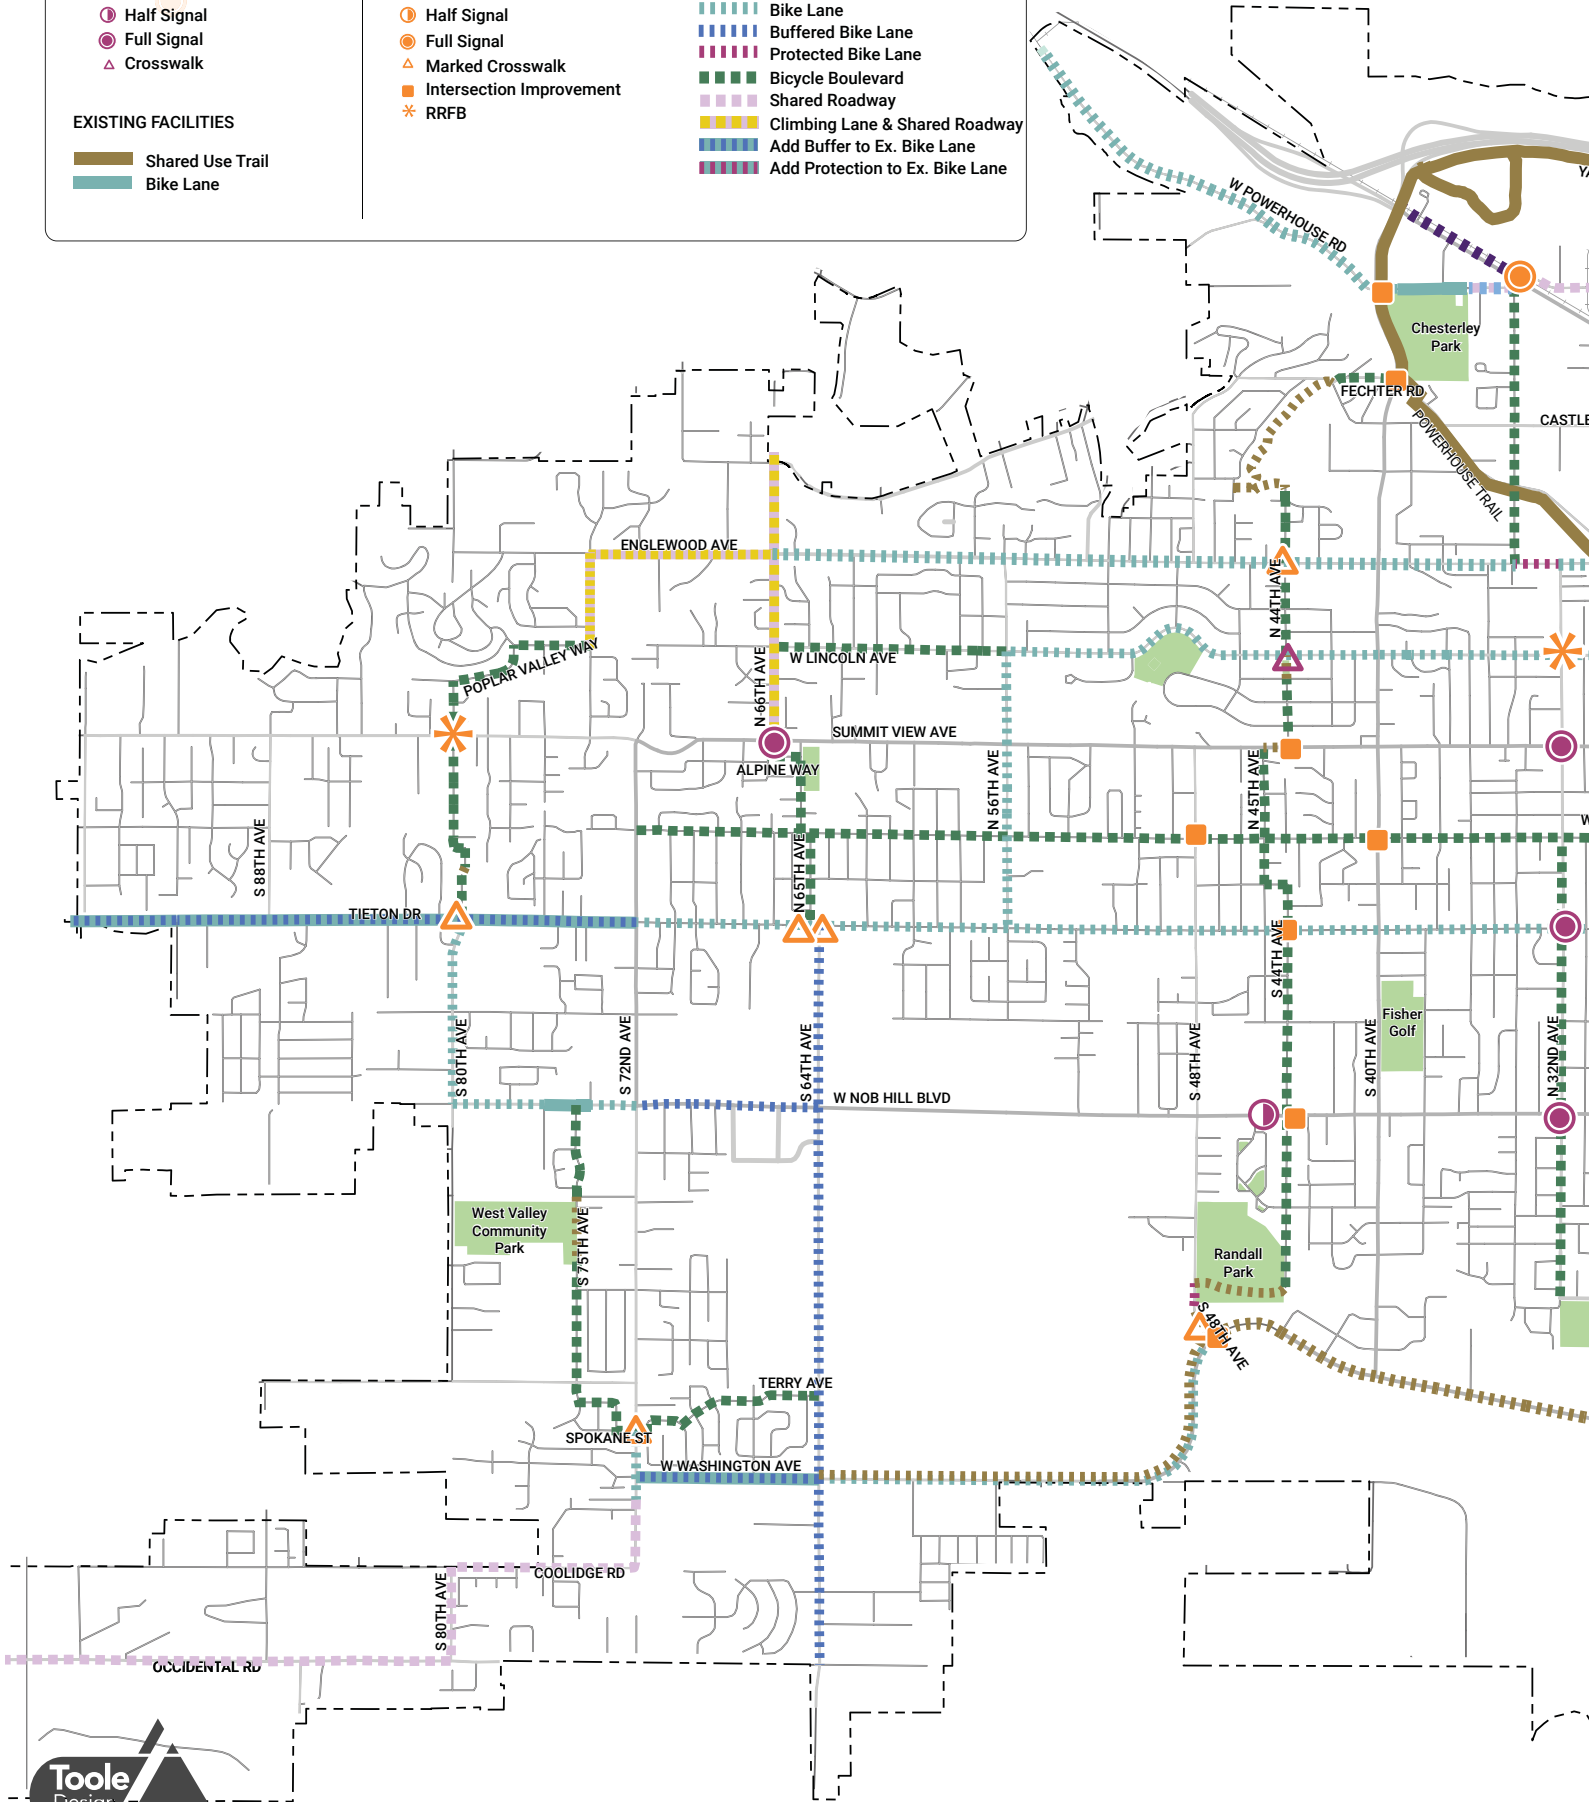 Half Signal
Full Signal
Crosswalk
EXISTING FACILITIES
Shared Use Trail
Bike Lane
Half Signal
Full Signal
Marked Crosswalk
Intersection Improvement
RRFB
Bike Lane
Buffered Bike Lane
Protected Bike Lane
Bicycle Boulevard
Shared Roadway
Climbing Lane & Shared Roadway
Add Buffer to Ex. Bike Lane
Add Protection to Ex. Bike Lane
W POWERHOUSE RD
Chesterley
Park
FECHTER RD
CASTLE
POWERHOUSE TRAIL
ENGLEWOOD AVE
N 44TH AVE
POPLAR VALLEY WAY
W LINCOLN AVE
N 66TH AVE
SUMMIT VIEW AVE
ALPINE WAY
N 56TH AVE
N 45TH AVE
W
S 88TH AVE
N 65TH AVE
TIETON DR
S 44TH AVE
Fisher
Golf
S 80TH AVE
S 72ND AVE
S 64TH AVE
S 48TH AVE
S 40TH AVE
N 32ND AVE
W NOB HILL BLVD
West Valley
Community
Park
S 75TH AVE
Randall
Park
S 48TH AVE
TERRY AVE
SPOKANE ST
W WASHINGTON AVE
COOLIDGE RD
S 80TH AVE
OCCIDENTAL RD
Toole
Design